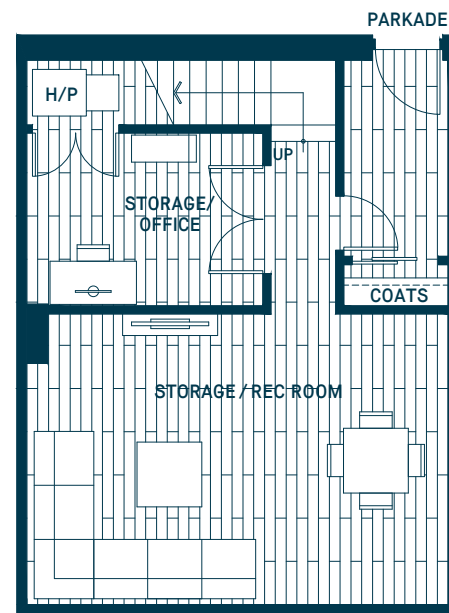 PARKADE
H/P
UP
STORAGE/
OFFICE
COATS
STORAGE / REC ROOM